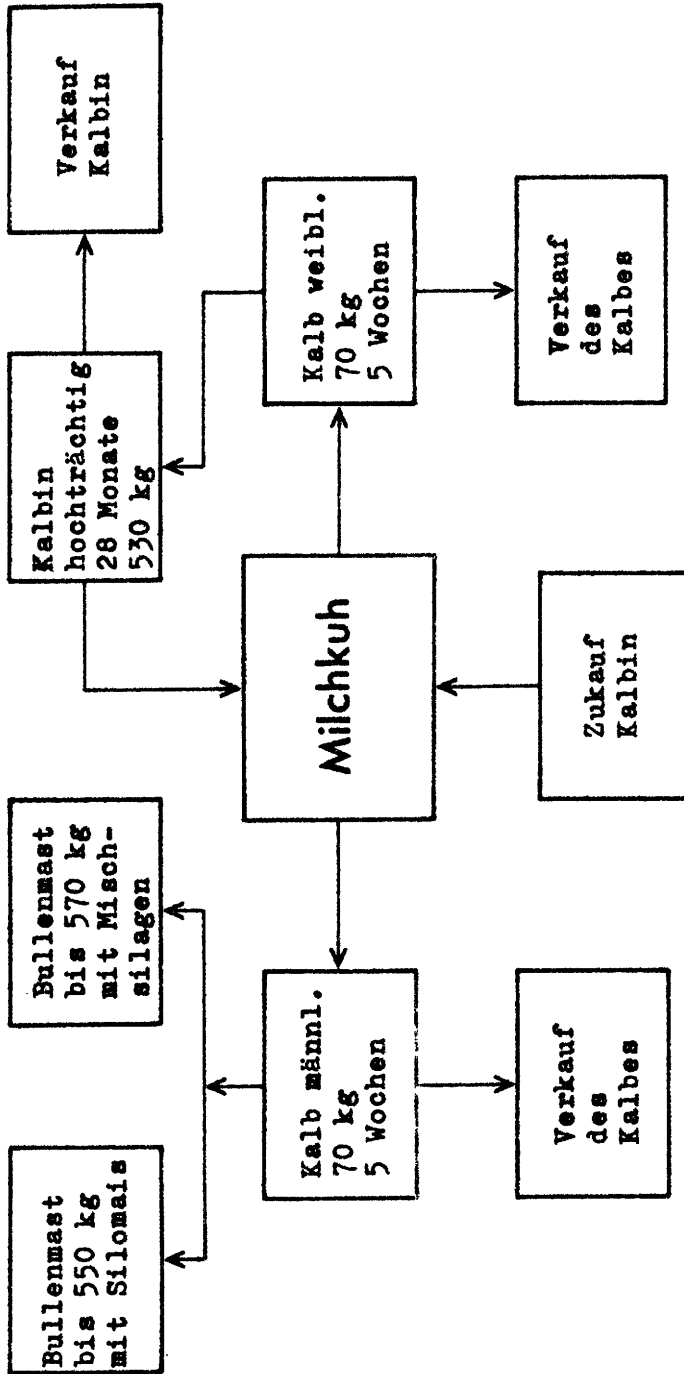 Bullenmast
bis 550 kg
mit Silomais
Bullenmast
bis 570 kg
mit Misch-
silagen
Kalbin
hochträchtig
28 Monate
530 kg
Verkauf
Kalbin
Kalb männl.
70 kg
5 Wochen
Milchkuh
Kalb weibl.
70 kg
5 Wochen
Verkauf
des
Kalbes
Zukauf
Kalbin
Verkauf
des
Kalbes